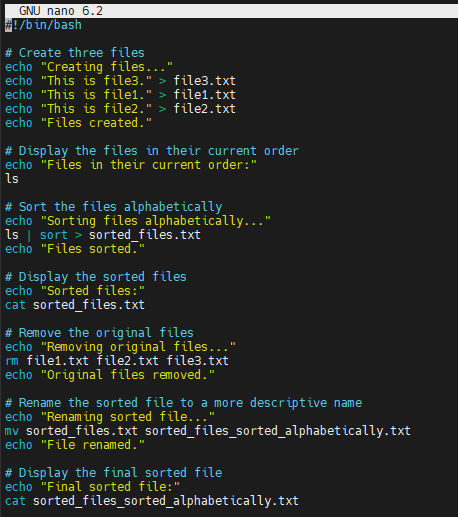 GNU nano 6.2
#!/bin/bash
# Create three files
echo "Creating files..."
echo "This is file3." > file3.txt
echo "This is file1." > file1.txt
echo "This is file2." > file2.txt
echo "Files created."
# Display the files in their current order
echo "Files in their current order:"
ls
# Sort the files alphabetically
echo "Sorting files alphabetically..."
ls | sort > sorted_files.txt
echo "Files sorted."
# Display the sorted files
echo "Sorted files:"
cat sorted_files.txt
# Remove the original files
echo "Removing original files..."
rm file1.txt file2.txt file3.txt
echo "Original files removed."
# Rename the sorted file to a more descriptive name
echo "Renaming sorted file..."
mv sorted_files.txt sorted_files_sorted_alphabetically.txt
echo "File renamed."
# Display the final sorted file
echo "Final sorted file:"
cat sorted_files_sorted_alphabetically.txt